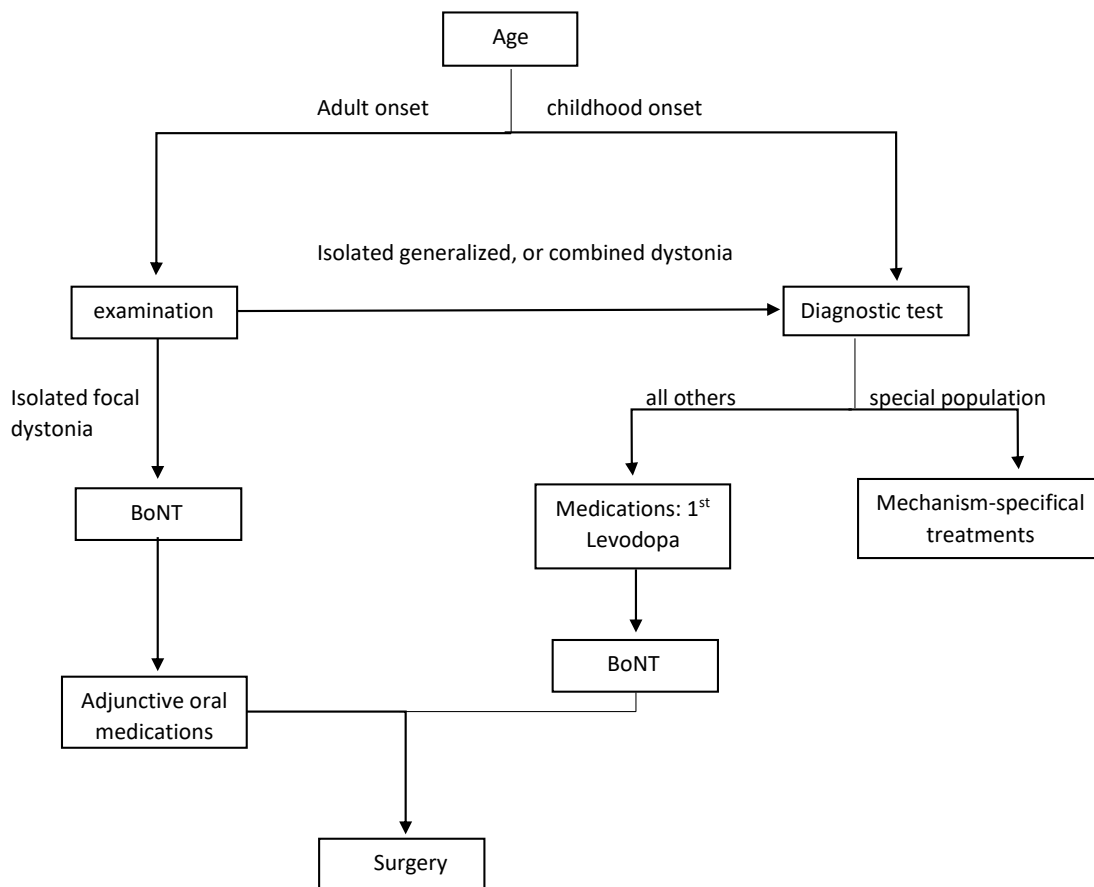 Age
Adult onset
childhood onset
Isolated generalized, or combined dystonia
examination
Diagnostic test
Isolated focal
dystonia
all others
special population
BoNT
Medications: 1st
Levodopa
Mechanism-specifical
treatments
BoNT
Adjunctive oral
medications
Surgery